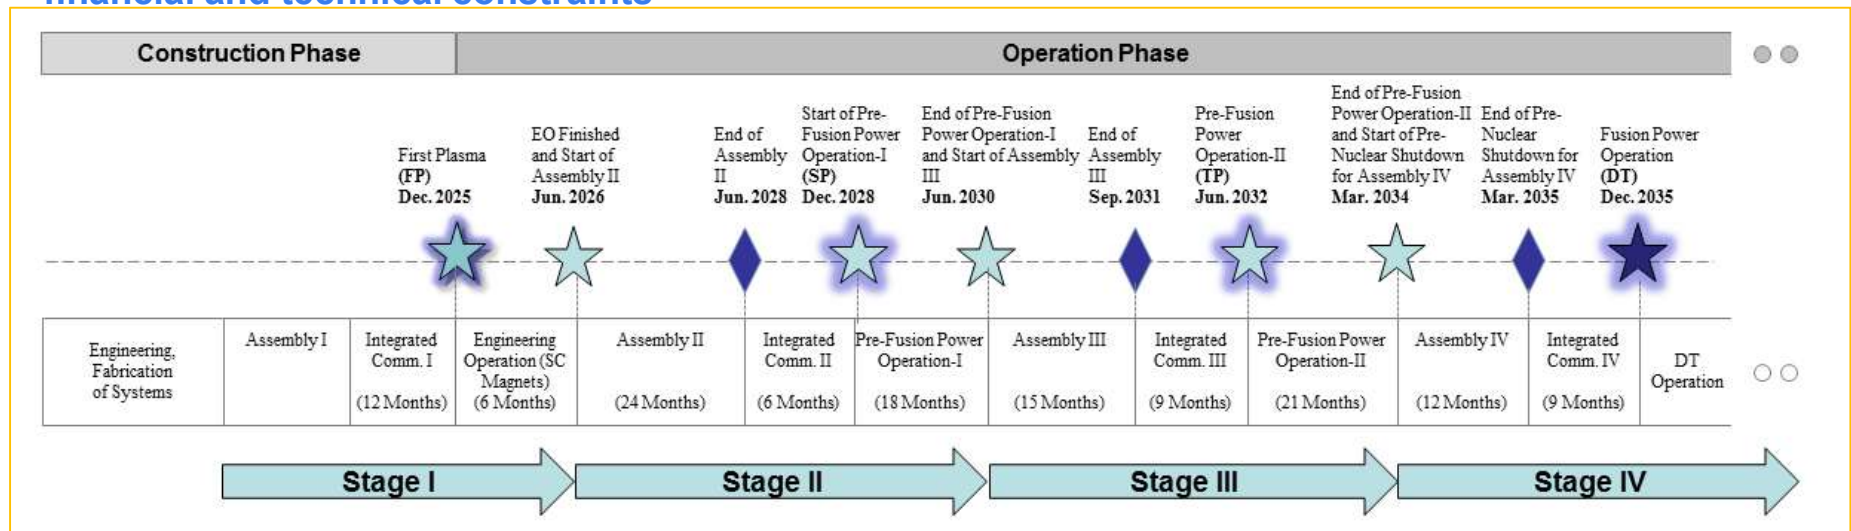 financial and technical constraints
Construction Phase
Operation Phase
First Plasma
(FP)
Dec. 2025
EO Finished
and Start of
Assembly II
Jun. 2026
End of
Assembly
II
Jun. 2028
Start of Pre-
Fusion Power
Operation-I
(SP)
Dec. 2028
End of Pre-Fusion
Power Operation-I
and Start of Assembly
III
Jun. 2030
End of
Assembly
III
Sep. 2031
Pre-Fusion
Power
Operation-II
(TP)
Jun. 2032
End of Pre-Fusion
Power Operation-II
and Start of Pre-
Nuclear Shutdown
for Assembly IV
Mar. 2034
End of Pre-
Nuclear
Shutdown for
Assembly IV
Mar. 2035
Fusion Power
Operation
(DT)
Dec. 2035
Engineering,
Fabrication
of Systems
Assembly I
Integrated
Comm. I
(12 Months)
Engineering
Operation (SC
Magnets)
(6 Months)
Assembly II
(24 Months)
Integrated
Comm. II
(6 Months)
Pre-Fusion Power
Operation-I
(18 Months)
Assembly III
(15 Months)
Integrated
Comm. III
(9 Months)
Pre-Fusion Power
Operation-II
(21 Months)
Assembly IV
(12 Months)
Integrated
Comm. IV
(9 Months)
DT
Operation
Stage I
Stage II
Stage III
Stage IV